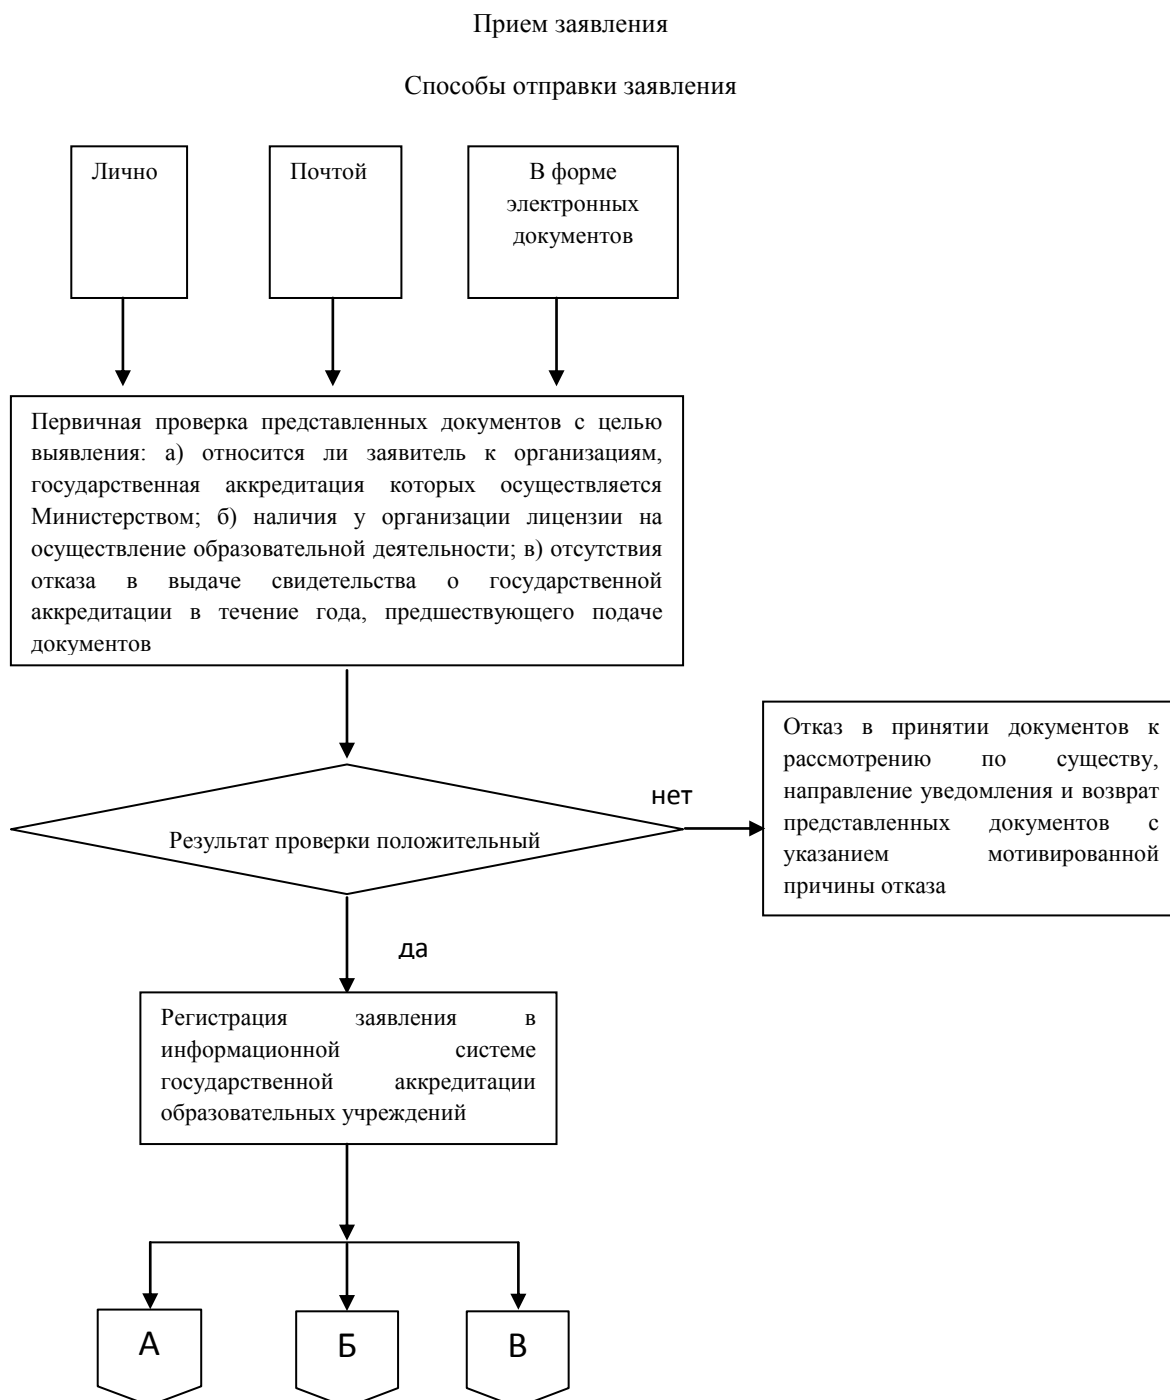 Прием заявления
Способы отправки заявления
Лично
Почтой
В форме
электронных
документов
Первичная проверка представленных документов с целью
выявления: а) относится ли заявитель к организациям,
государственная аккредитация которых осуществляется
Министерством; б) наличия у организации лицензии на
осуществление образовательной деятельности; в) отсутствия
отказа в выдаче свидетельства о государственной
аккредитации в течение года, предшествующего подаче
документов
Результат проверки положительный
нет
Отказ в принятии документов к
рассмотрению по существу,
направление уведомления и возврат
представленных документов с
указанием мотивированной
причины отказа
да
Регистрация заявления в
информационной системе
государственной аккредитации
образовательных учреждений
А
Б
В